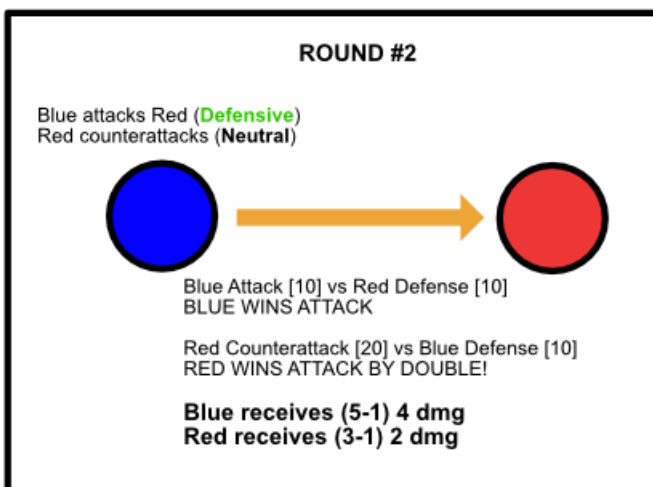 ROUND #2
Blue attacks Red (Defensive)
Red counterattacks (Neutral)
Blue Attack [10] vs Red Defense [10]
BLUE WINS ATTACK
Red Counterattack [20] vs Blue Defense [10]
RED WINS ATTACK BY DOUBLE!
Blue receives (5-1) 4 dmg
Red receives (3-1) 2 dmg